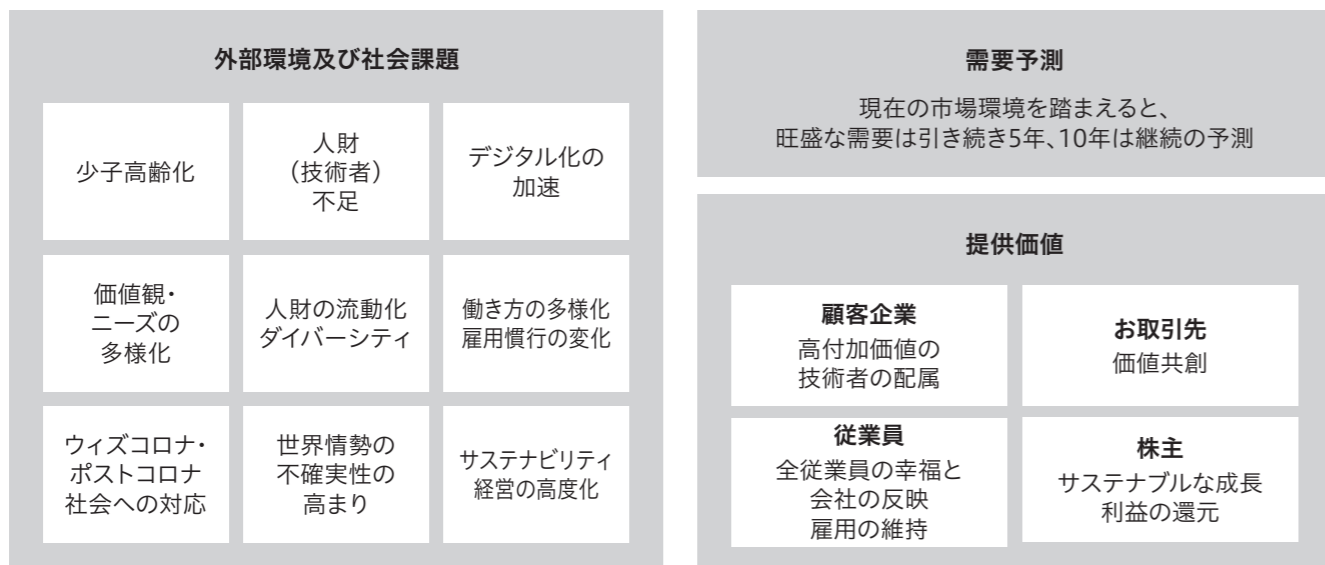 外部環境及び社会課題
少子高齢化
人財
（技術者）
不足
デジタル化の
加速
価値観・
ニーズの
多様化
人財の流動化
ダイバーシティ
働き方の多様化
雇用慣行の変化
ウィズコロナ・
ポストコロナ
社会への対応
世界情勢の
不確実性の
高まり
サステナビリティ
経営の高度化
需要予測
現在の市場環境を踏まえると、
旺盛な需要は引き続き5年、10年は継続の予測
提供価値
顧客企業
高付加価値の
技術者の配属
お取引先
価値共創
従業員
全従業員の幸福と
会社の反映
雇用の維持
株主
サステナブルな成長
利益の還元